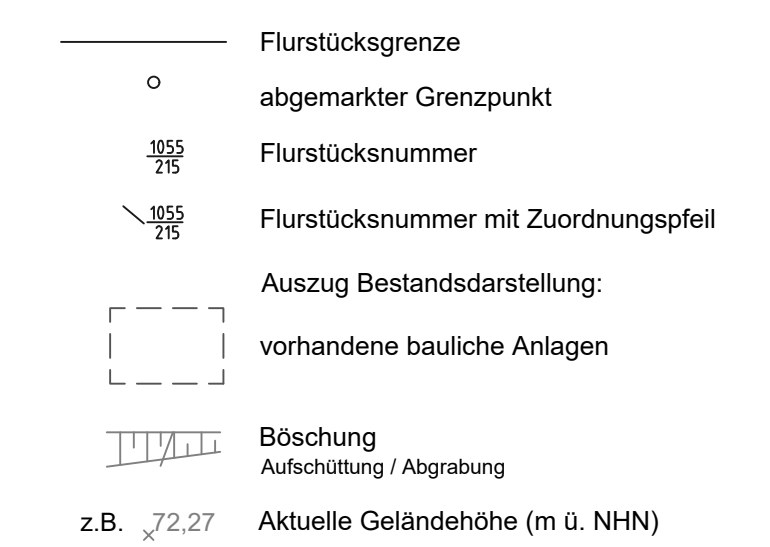 Flurstücksgrenze
abgemarkter Grenzpunkt
1055
215
Flurstücksnummer
1055
215
Flurstücksnummer mit Zuordnungspfeil
Auszug Bestandsdarstellung:
vorhandene bauliche Anlagen
Böschung
Aufschüttung / Abgrabung
z.B. 72,27 Aktuelle Geländehöhe (m ü. NHN)